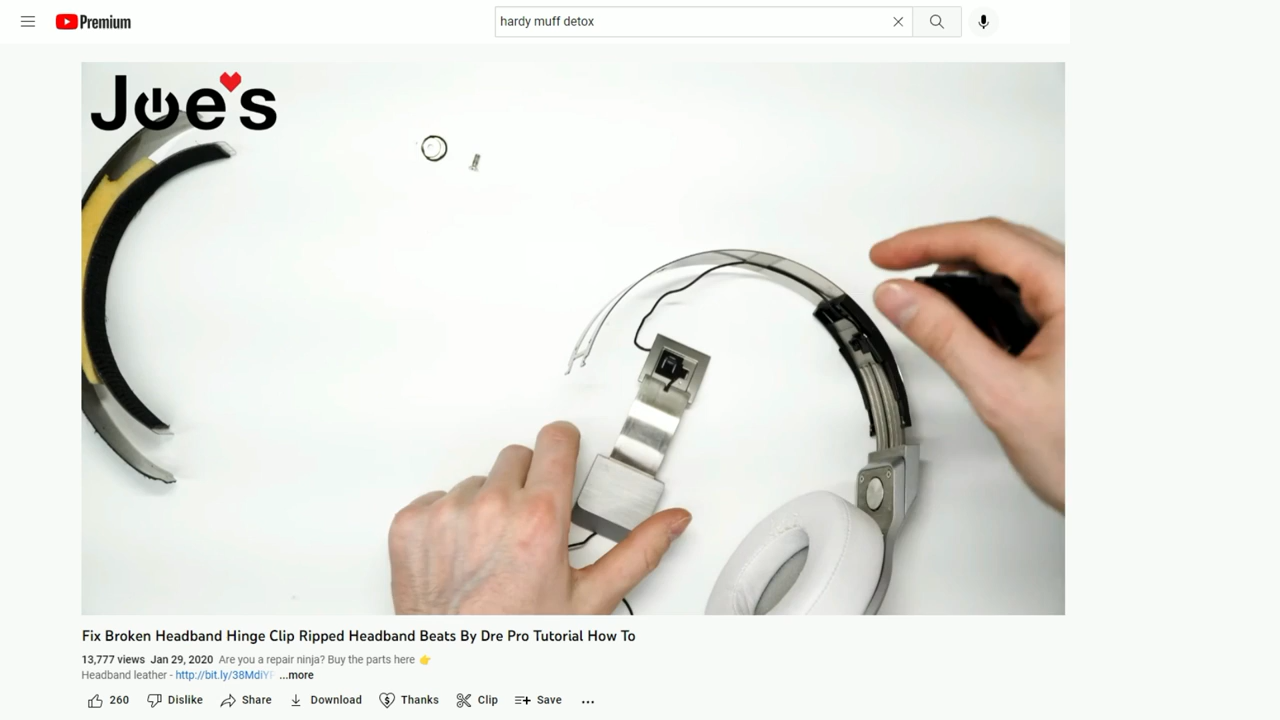 Premium
hardy muff detox
Joe's
Fix Broken Headband Hinge Clip Ripped Headband Beats By Dre Pro Tutorial How To
13,777 views Jan 29, 2020 Are you a repair ninja? Buy the parts here 👉
Headband leather - http://bit.ly/38MdiYF ...more
260 Dislike Share Download Thanks Clip Save